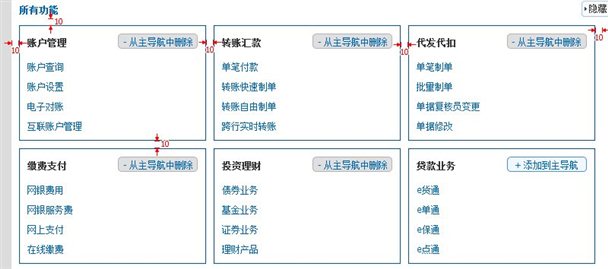 所有功能
隐藏
10
账户管理
- 从主导航中删除
转账汇款
- 从主导航中删除
代发代扣
- 从主导航中删除
10
10
10
10
账户查询
单笔付款
单笔制单
账户设置
转账快速制单
批量制单
电子对账
转账自由制单
单据复核员变更
互联账户管理
跨行实时转账
单据修改
10
缴费支付
- 从主导航中删除
投资理财
- 从主导航中删除
贷款业务
+ 添加到主导航
网银费用
债券业务
e货通
网银服务费
基金业务
e单通
网上支付
证券业务
e保通
在线缴费
理财产品
e点通